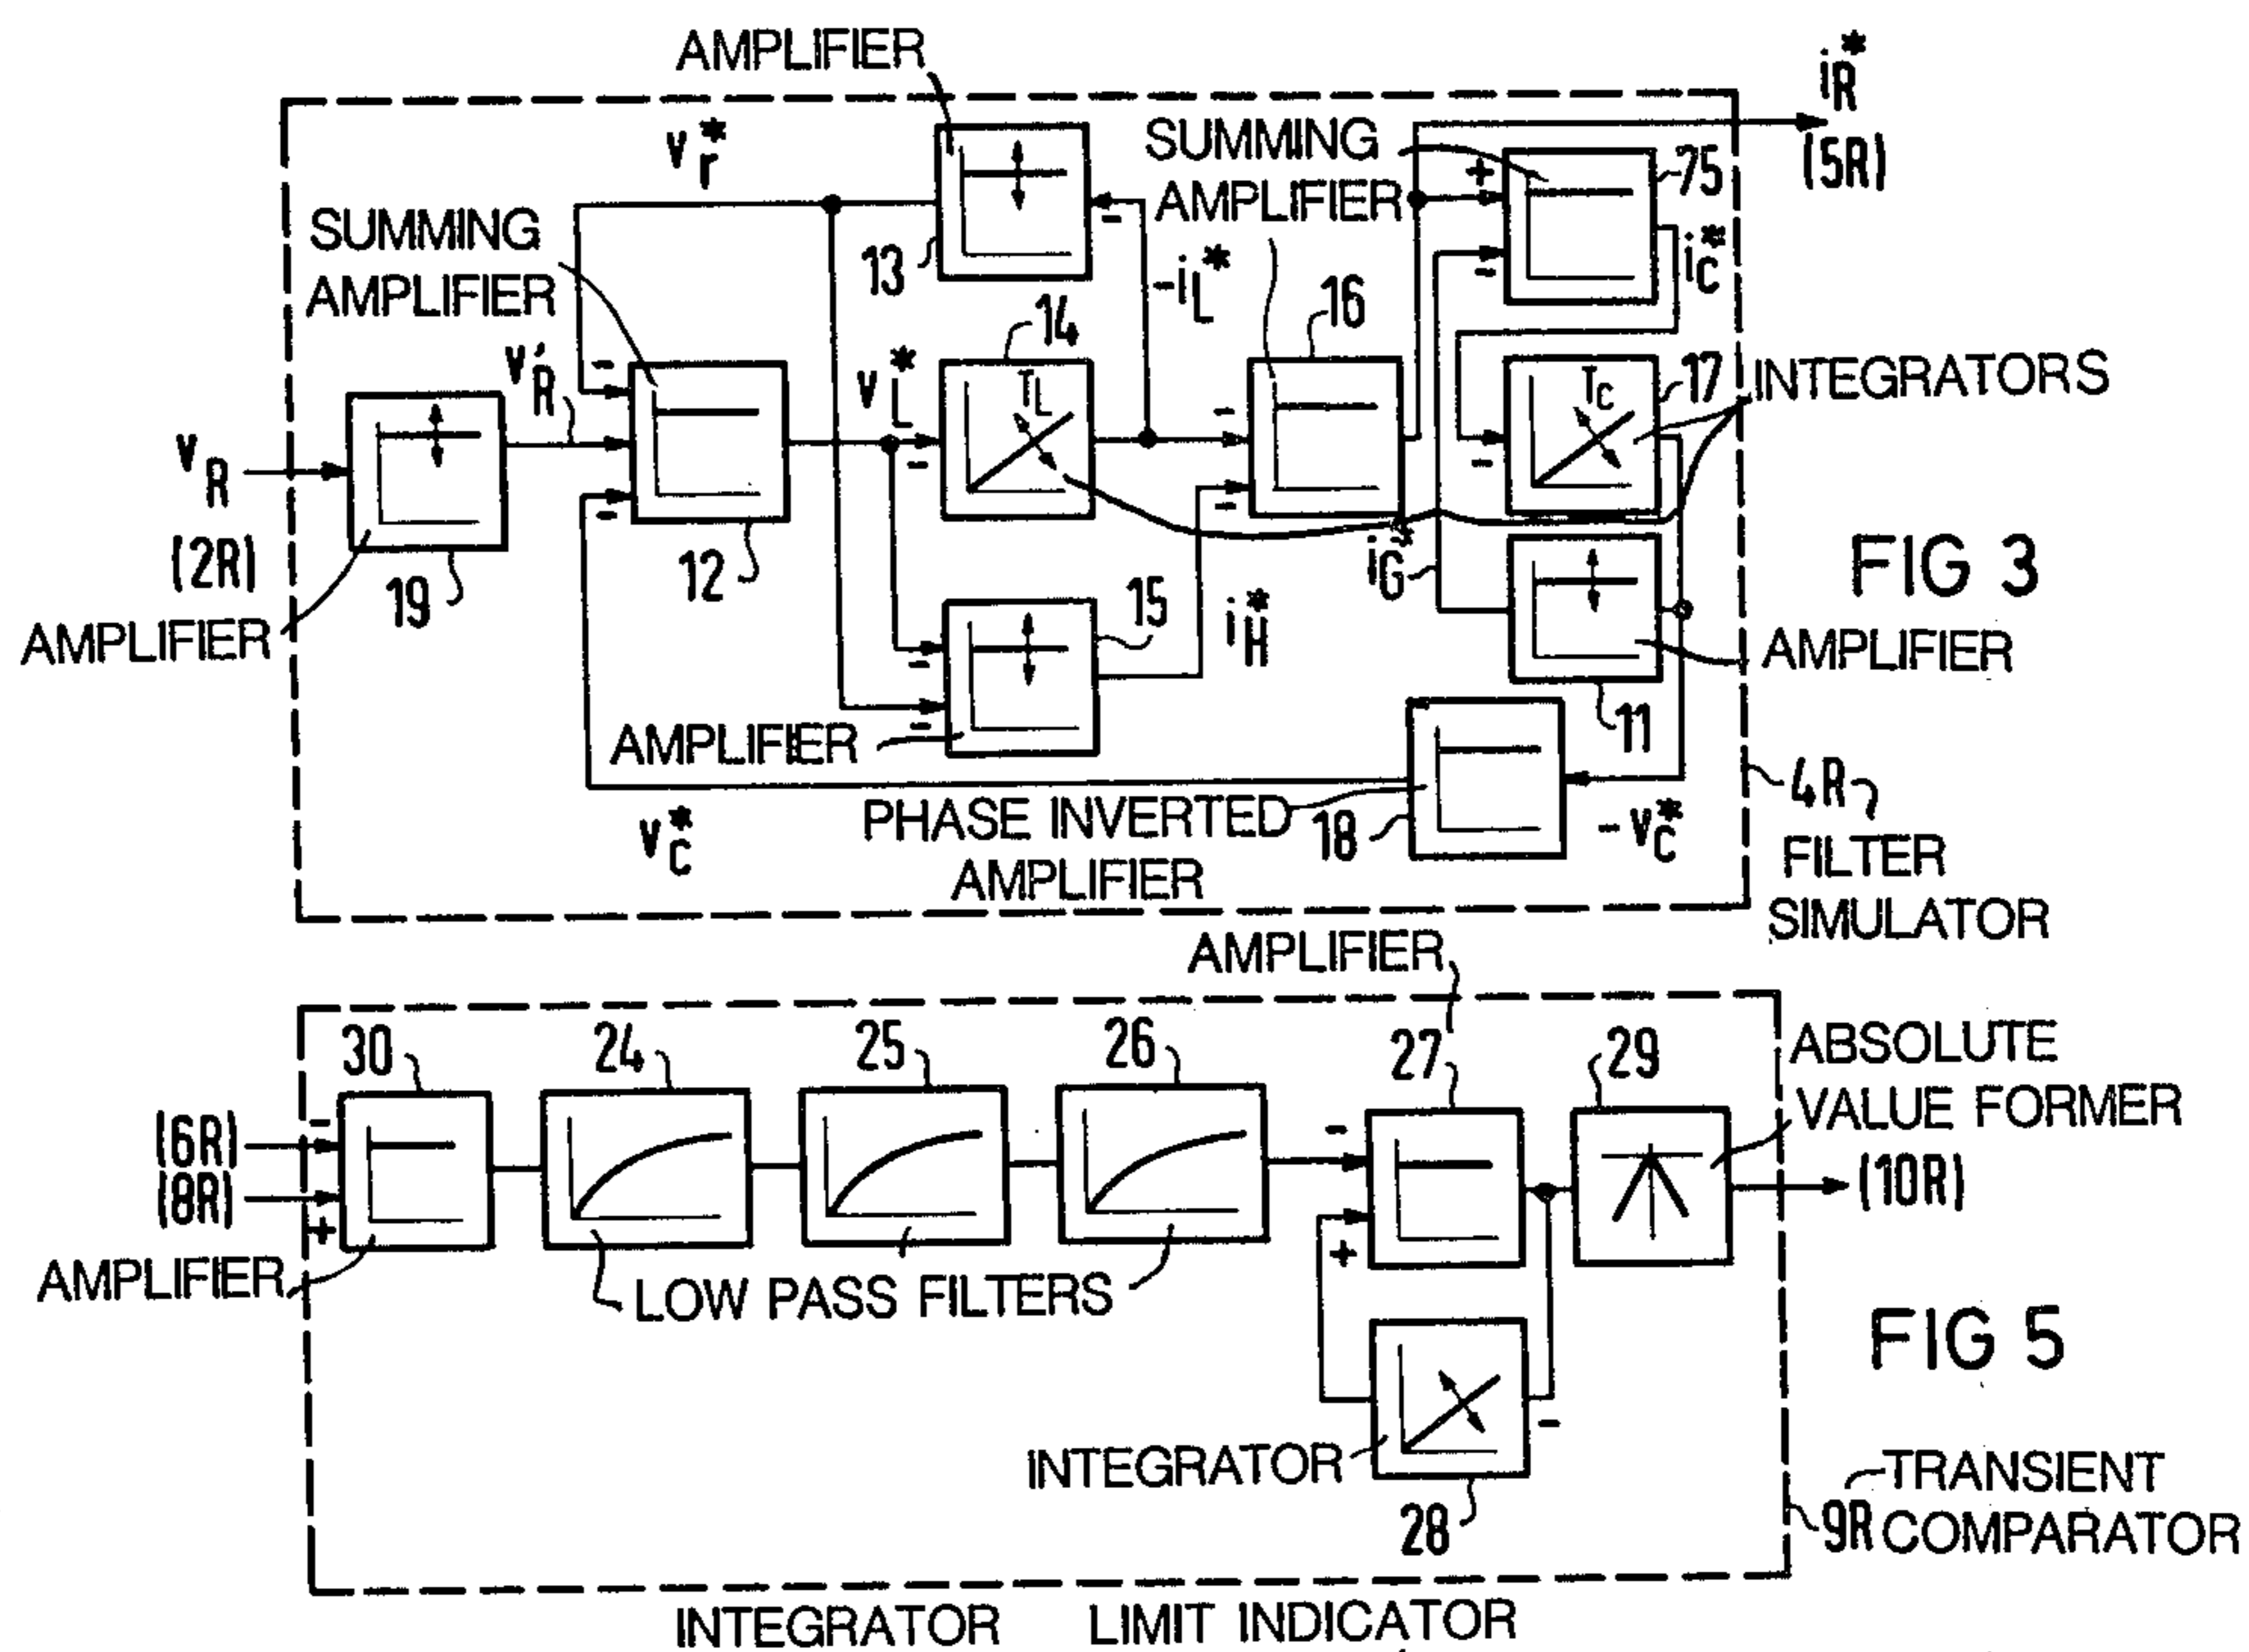 AMPLIFIER
i*R
(5R)
v*r
SUMMING
AMPLIFIER
+
75
-
13
-
-i*L
i*C
SUMMING
AMPLIFIER
vR
(2R)
19
AMPLIFIER
v'R
-
-
12
v*L
-
14
TL
16
-
-
-
17
TC
INTEGRATORS
FIG 3
15
-
-
i*H
i*G
AMPLIFIER
11
AMPLIFIER
PHASE INVERTED
AMPLIFIER
18
v*C
-v*C
4R
FILTER
SIMULATOR
AMPLIFIER
30
24
25
26
27
29
ABSOLUTE
VALUE FORMER
(6R)
(8R)
-
+
AMPLIFIER
LOW PASS FILTERS
-
+
(10R)
FIG 5
-
INTEGRATOR
28
TRANSIENT
9R COMPARATOR
INTEGRATOR
LIMIT INDICATOR